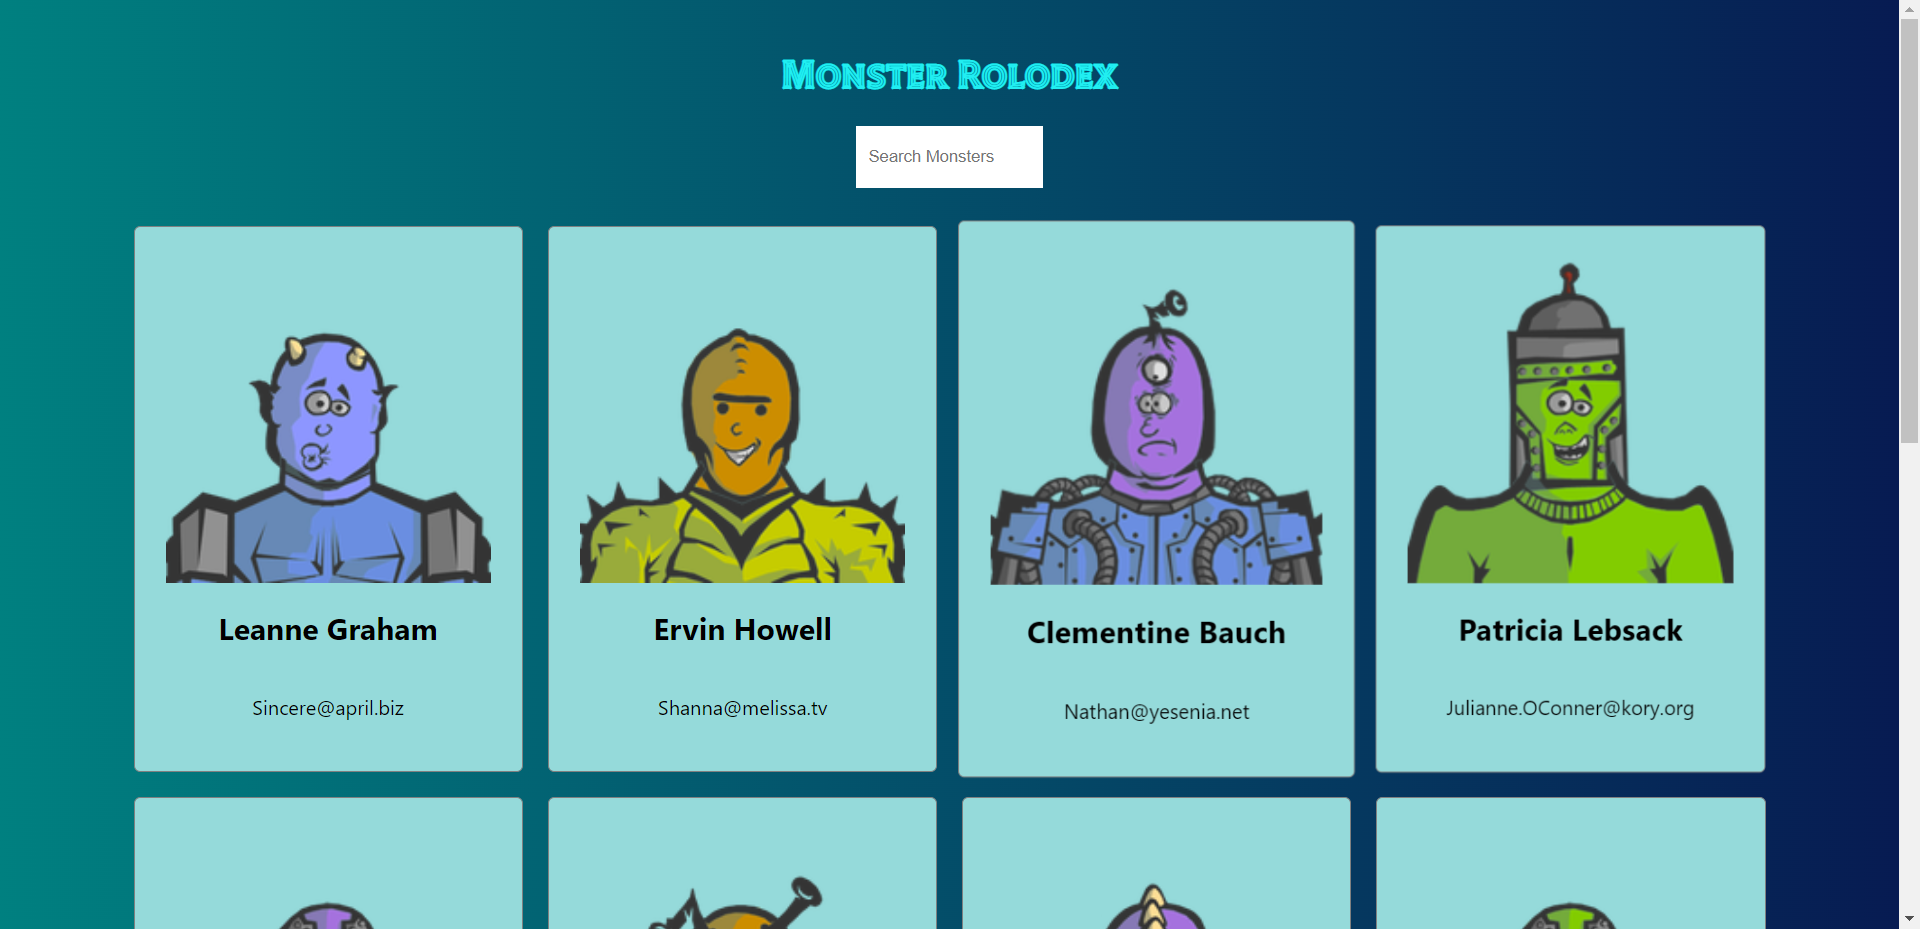 Monster Rolodex
Search Monsters
Leanne Graham
Ervin Howell
Clementine Bauch
Patricia Lebsack
Sincere@april.biz
Shanna@melissa.tv
Nathan@yesenia.net
Julianne.OConner@kory.org